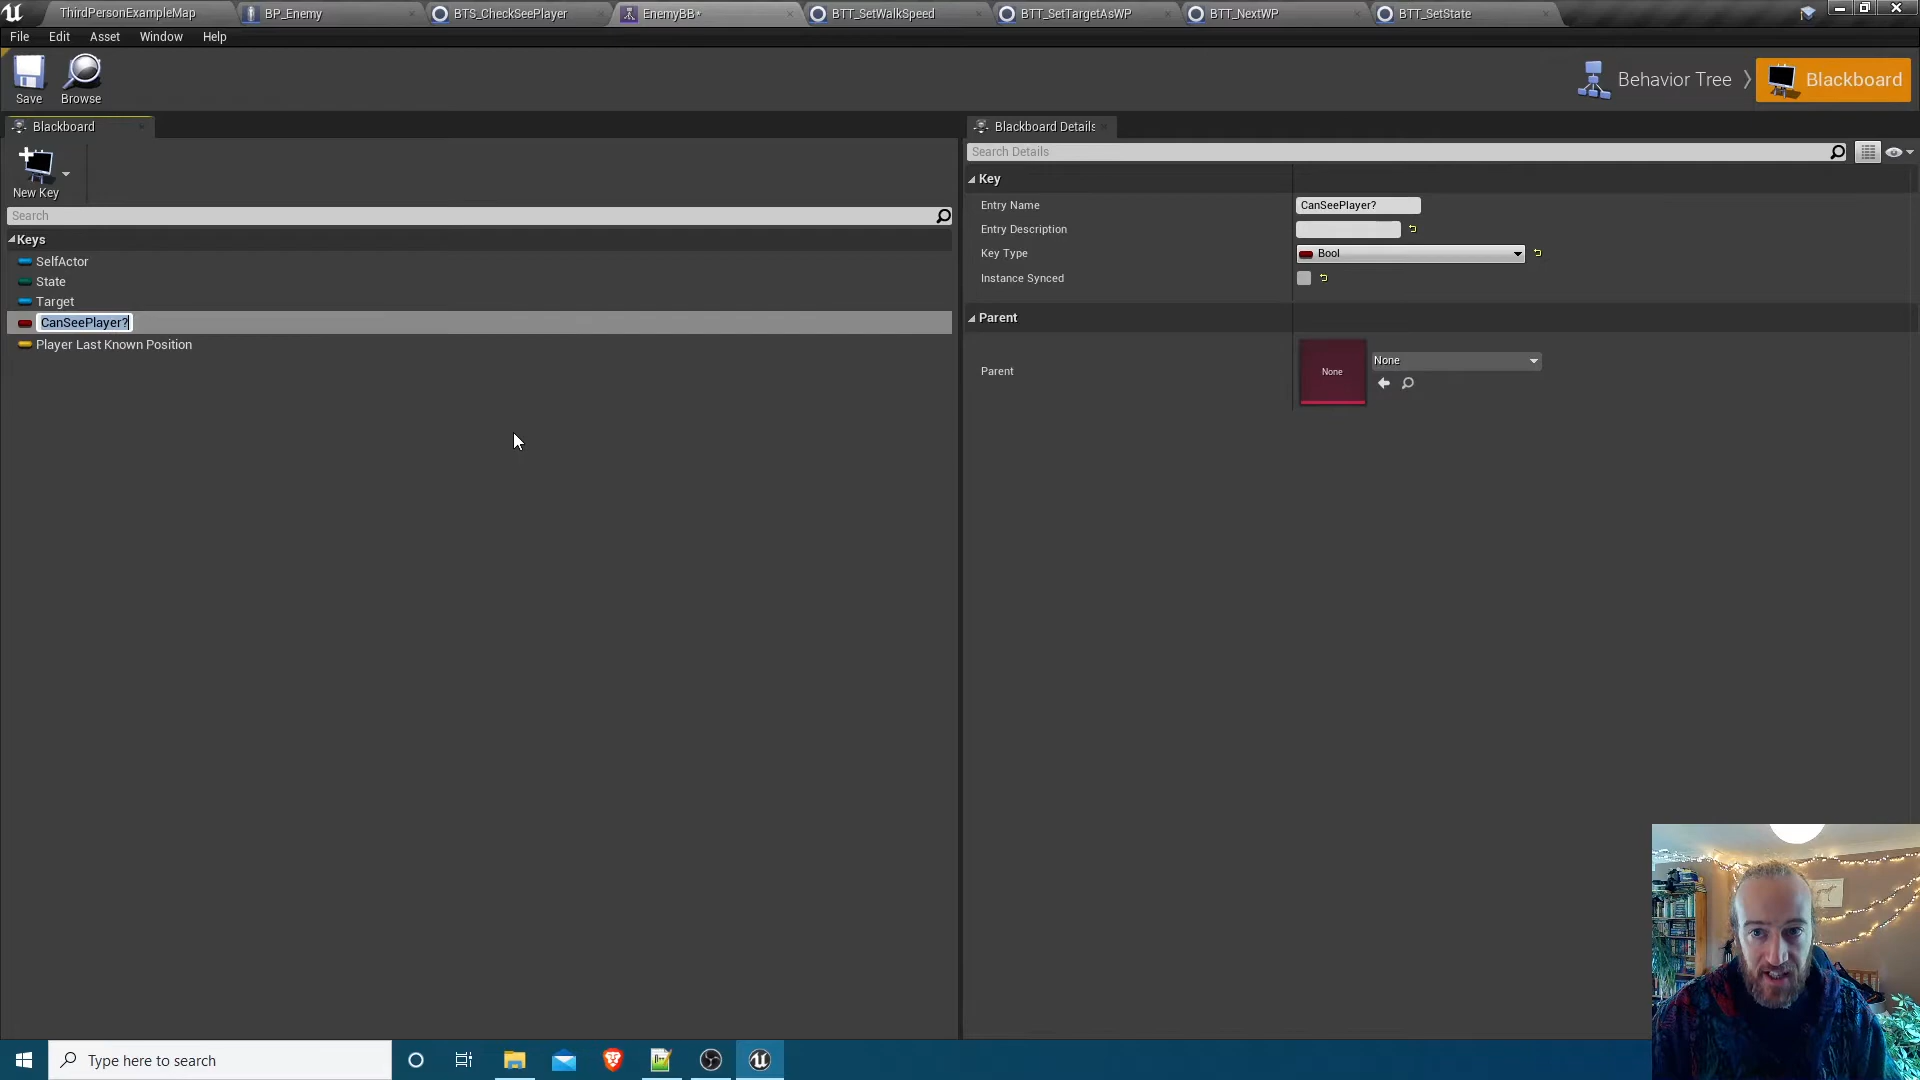 ThirdPersonExampleMap
BP_Enemy
BTS_CheckSeePlayer
EnemyBB*
BTT_SetWalkSpeed
BTT_SetTargetAsWP
BTT_NextWP
BTT_SetState
File Edit Asset Window Help
Save
Browse
Behavior Tree
Blackboard
Blackboard
New Key
Search
Keys
SelfActor
State
Target
CanSeePlayer?
Player Last Known Position
Blackboard Details
Search Details
Key
Entry Name CanSeePlayer?
Entry Description
Key Type Bool
Instance Synced
Parent
Parent None None
Type here to search